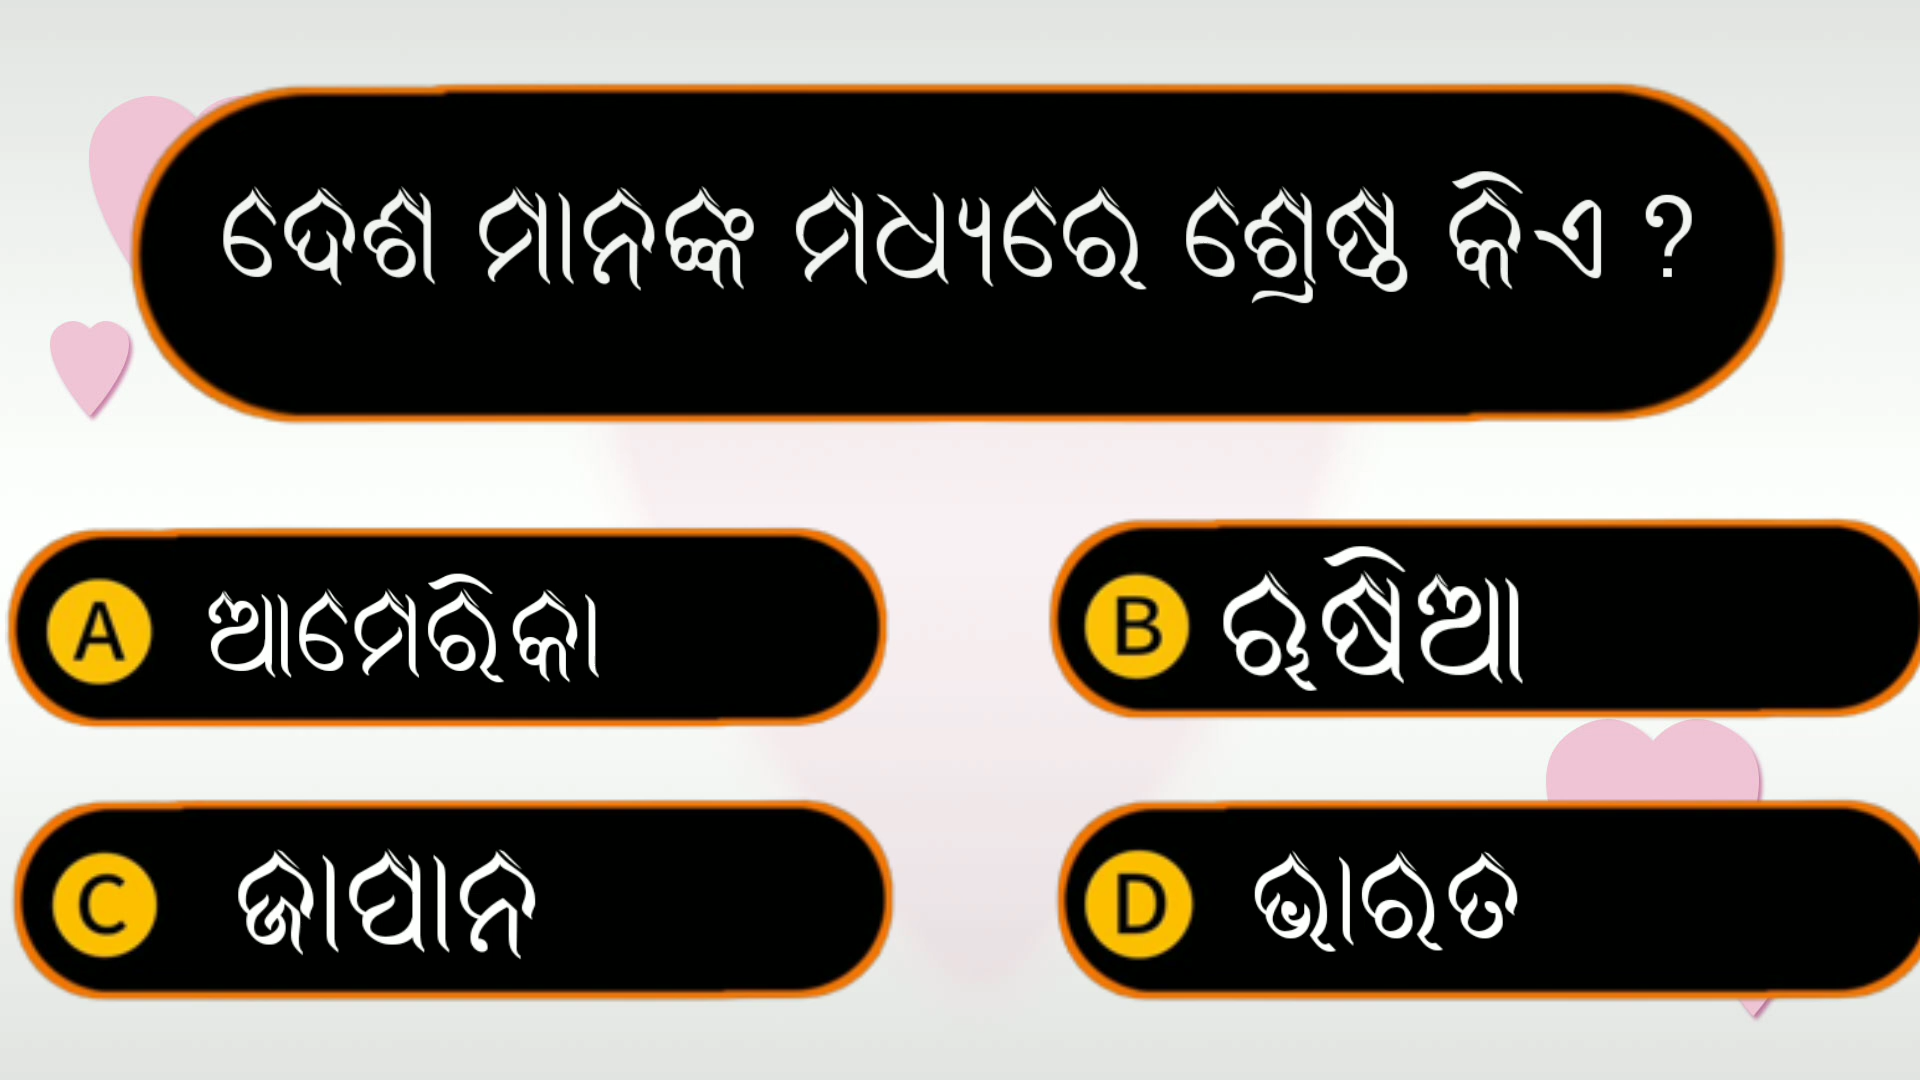 ଦେଶ ମାନଙ୍କ ମଧ୍ୟରେ ଶ୍ରେଷ୍ଠ କିଏ ?
A ଆମେରିକା
B ଋଷିଆ
C ଜାପାନ
D ଭାରତ